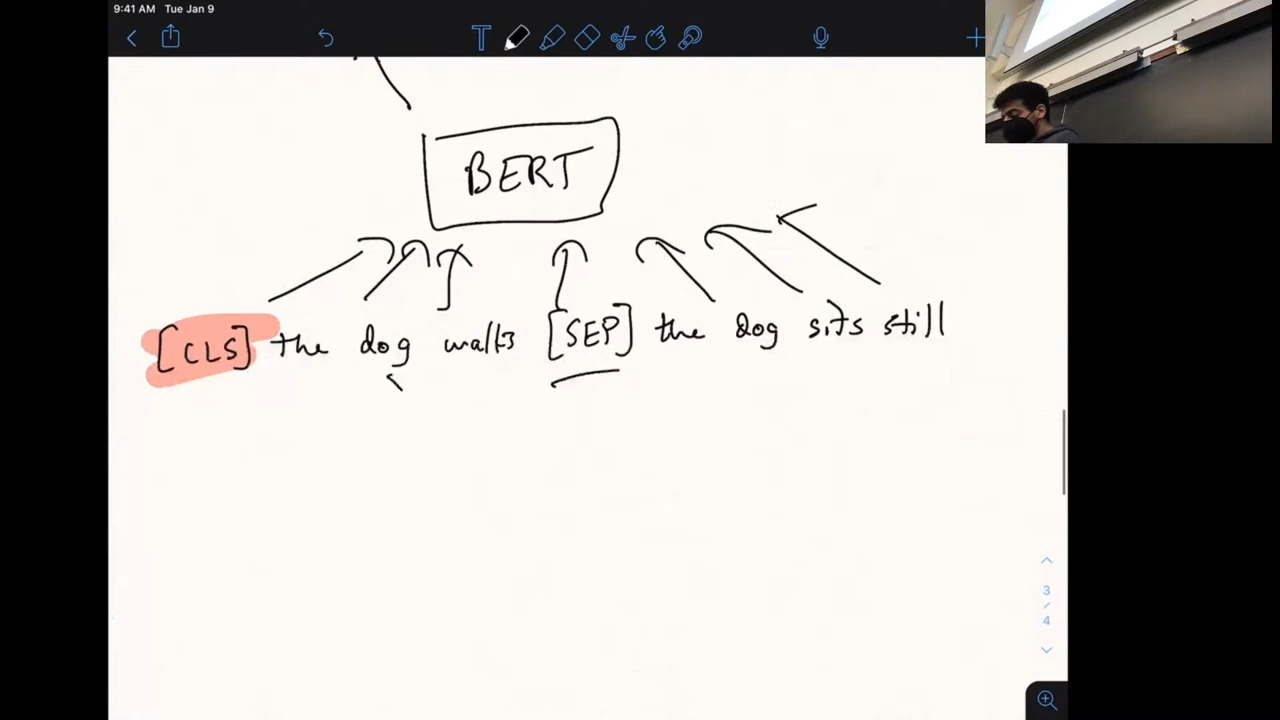 9:41 AM Tue Jan 9
BERT
[CLS] the dog walks [SEP] the dog sits still
3
/
4